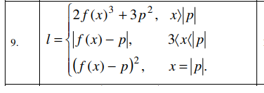 9.
l = { 2f(x)³ + 3p², x⟩|p|
|f(x) − p|, 3⟨x⟨|p|
(f(x) − p)², x = |p|.